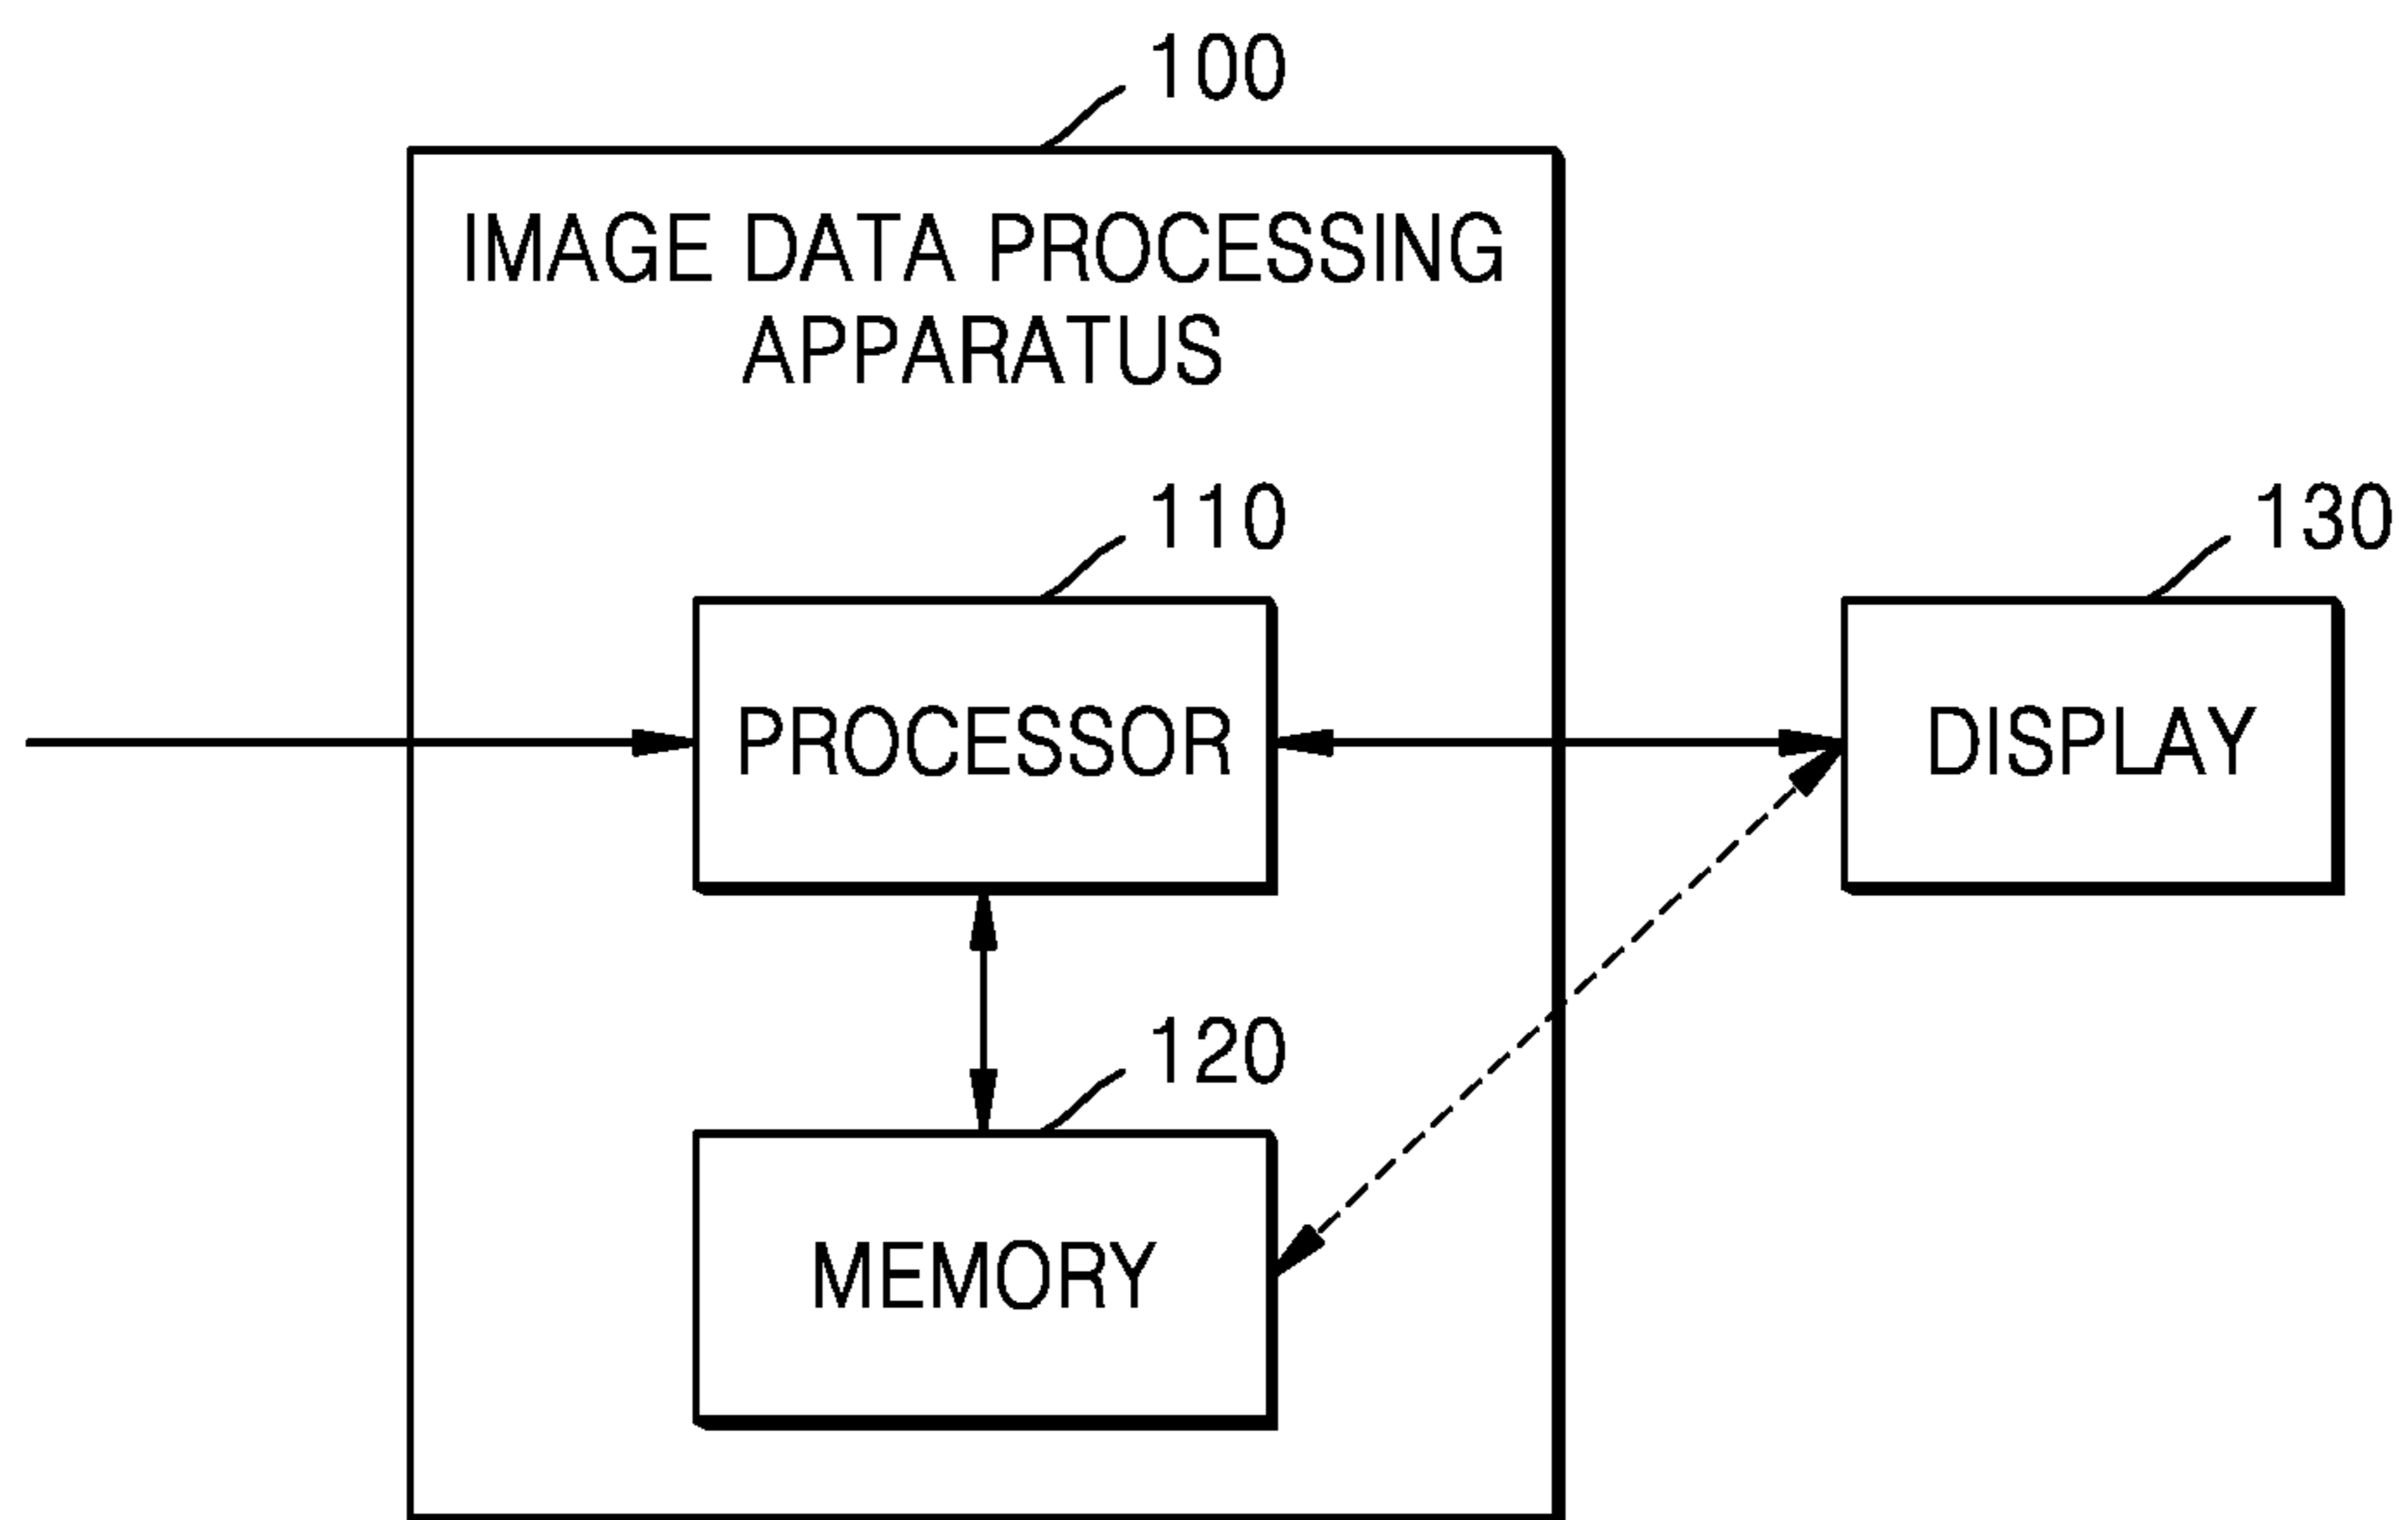 100
IMAGE DATA PROCESSING
APPARATUS
110
130
PROCESSOR
DISPLAY
120
MEMORY